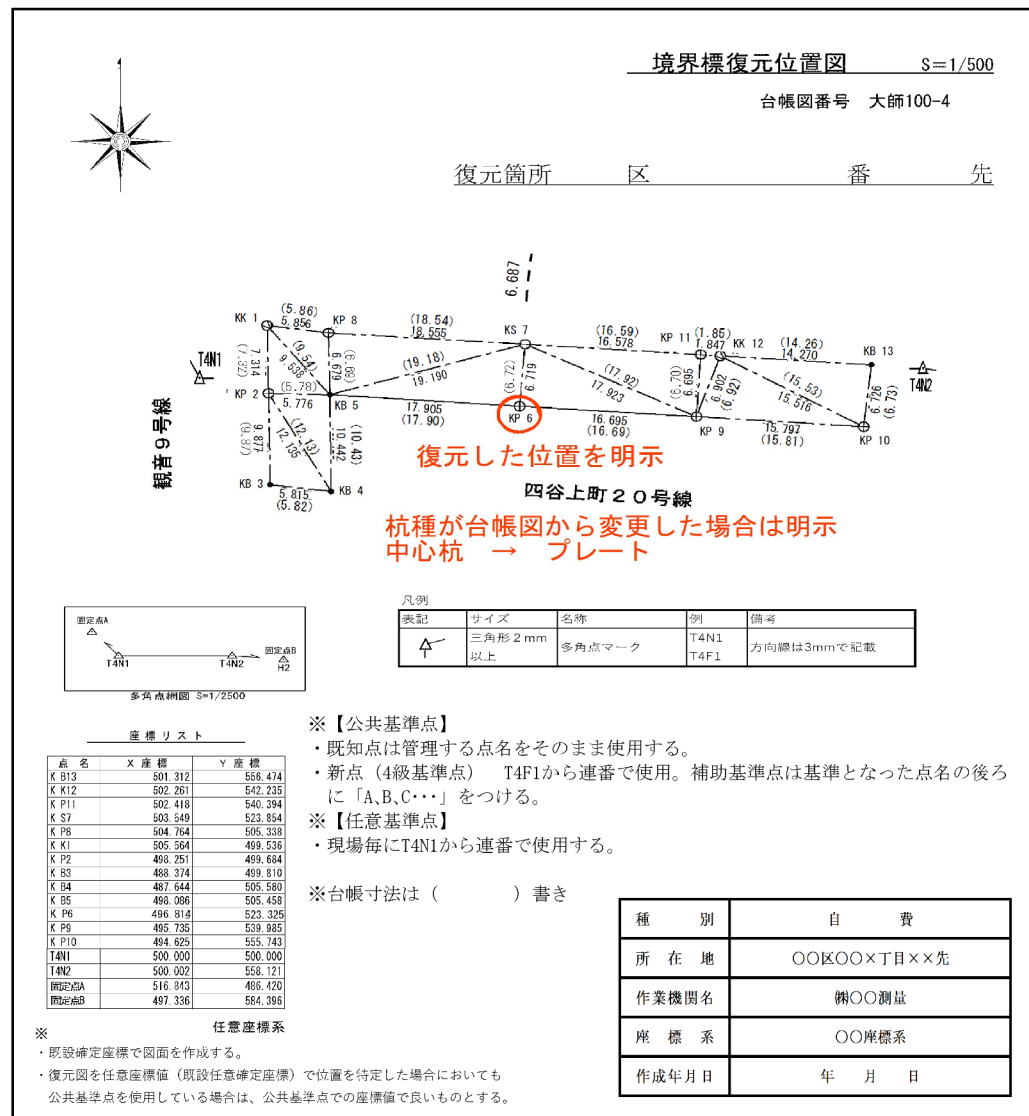 境界標復元位置図 S=1/500
台帳図番号 大師100-4
復元箇所 区 番 先
6.687
KK 1
(5.86)
5.856
KP 8
(18.54)
18.555
KS 7
(16.59)
16.578
KP 11
(1.85)
1.847
KK 12
(14.26)
14.270
KB 13
T4N1
7.314
(7.32)
(9.54)
9.538
6.679
(6.69)
(19.18)
19.190
(6.72)
6.719
(17.92)
17.923
(6.70)
6.695
6.902
(6.92)
(15.53)
15.516
6.726
(6.73)
T4N2
KP 2
(5.78)
5.776
KB 5
17.905
(17.90)
KP 6
16.695
(16.69)
KP 9
15.797
(15.81)
KP 10
観音9号線
9.877
(9.87)
(12.13)
12.135
(10.43)
10.442
KB 3
5.815
(5.82)
KB 4
復元した位置を明示
四谷上町20号線
杭種が台帳図から変更した場合は明示
中心杭 → プレート
凡例
表記 サイズ 名称 例 備考
三角形2mm以上 多角点マーク T4N1 T4F1 方向線は3mmで記載
固定点A
T4N1
T4N2
固定点B
H2
多角点網図 S=1/2500
座標リスト
点名 X座標 Y座標
K B13 501.312 556.474
K K12 502.261 542.235
K P11 502.418 540.394
K S7 503.549 523.854
K P8 504.764 505.338
K K1 505.564 499.536
K P2 498.251 499.684
K B3 488.374 499.810
K B4 487.644 505.580
K B5 498.086 505.458
K P6 496.814 523.325
K P9 495.735 539.985
K P10 494.625 555.743
T4N1 500.000 500.000
T4N2 500.002 558.121
固定点A 516.843 486.420
固定点B 497.336 584.396
任意座標系
※【公共基準点】
・既知点は管理する点名をそのまま使用する。
・新点（4級基準点） T4F1から連番で使用。補助基準点は基準となった点名の後ろ
に「A,B,C･･･」をつける。
※【任意基準点】
・現場毎にT4N1から連番で使用する。
※台帳寸法は（ ）書き
※
・既設確定座標で図面を作成する。
・復元図を任意座標値（既設任意確定座標）で位置を特定した場合においても
公共基準点を使用している場合は、公共基準点での座標値で良いものとする。
種別 自費
所在地 〇〇区〇〇×丁目××先
作業機関名 ㈱〇〇測量
座標系 〇〇座標系
作成年月日 年 月 日